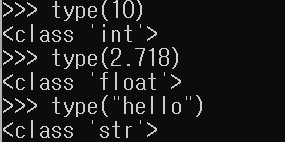 >>> type(10)
<class 'int'>
>>> type(2.718)
<class 'float'>
>>> type("hello")
<class 'str'>